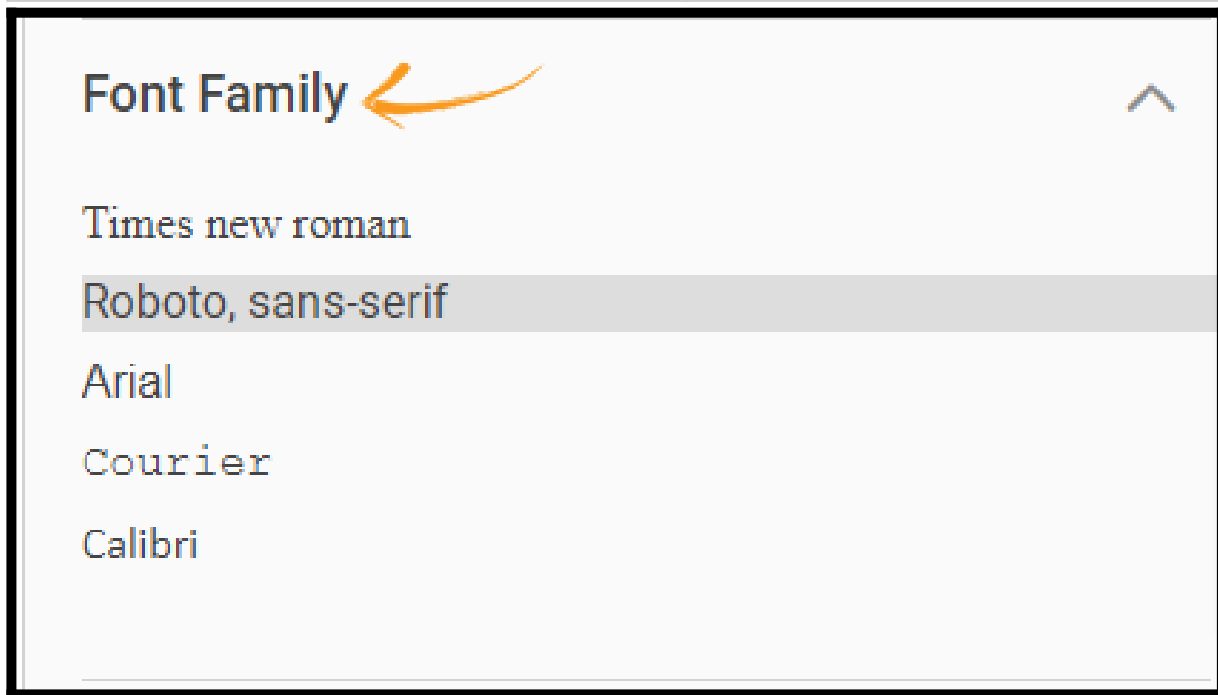 Font Family
Times new roman
Roboto, sans-serif
Arial
Courier
Calibri